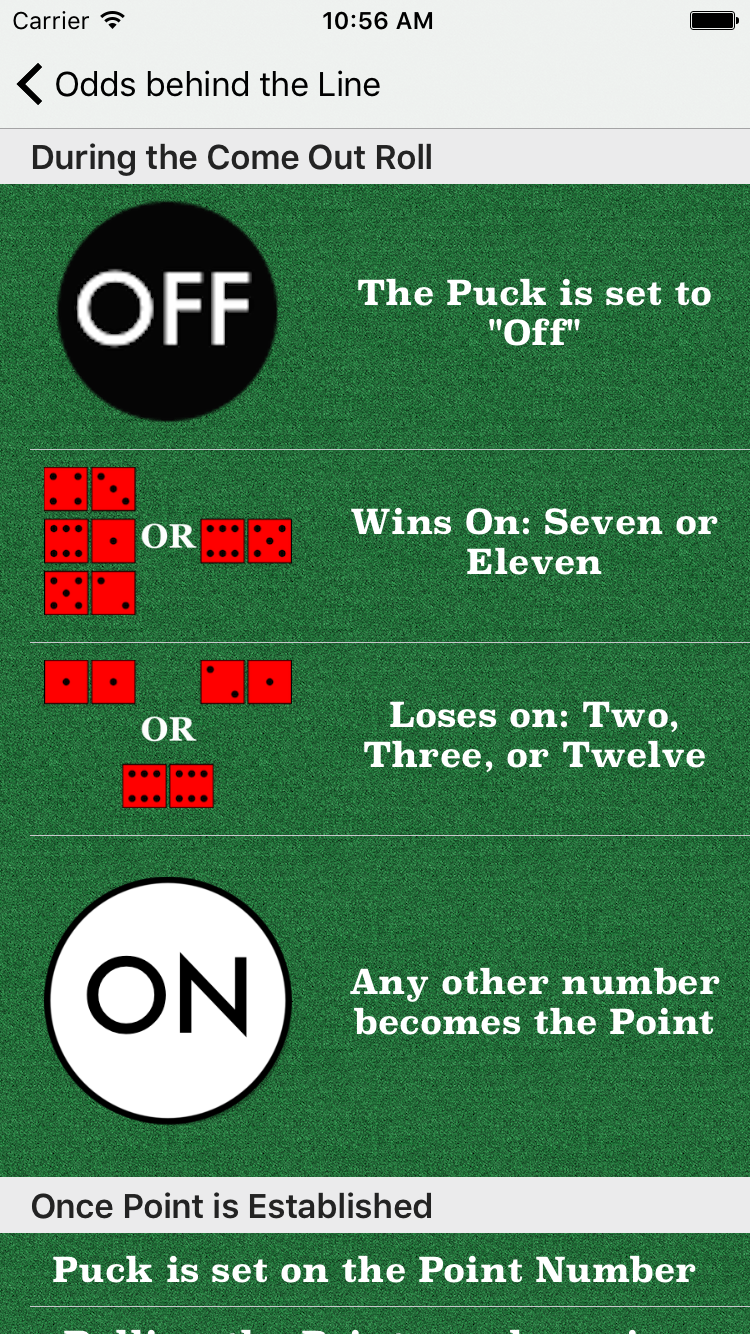 Carrier 10:56 AM
Odds behind the Line
During the Come Out Roll
OFF
The Puck is set to
"Off"
OR
Wins On: Seven or
Eleven
OR
Loses on: Two,
Three, or Twelve
ON
Any other number
becomes the Point
Once Point is Established
Puck is set on the Point Number